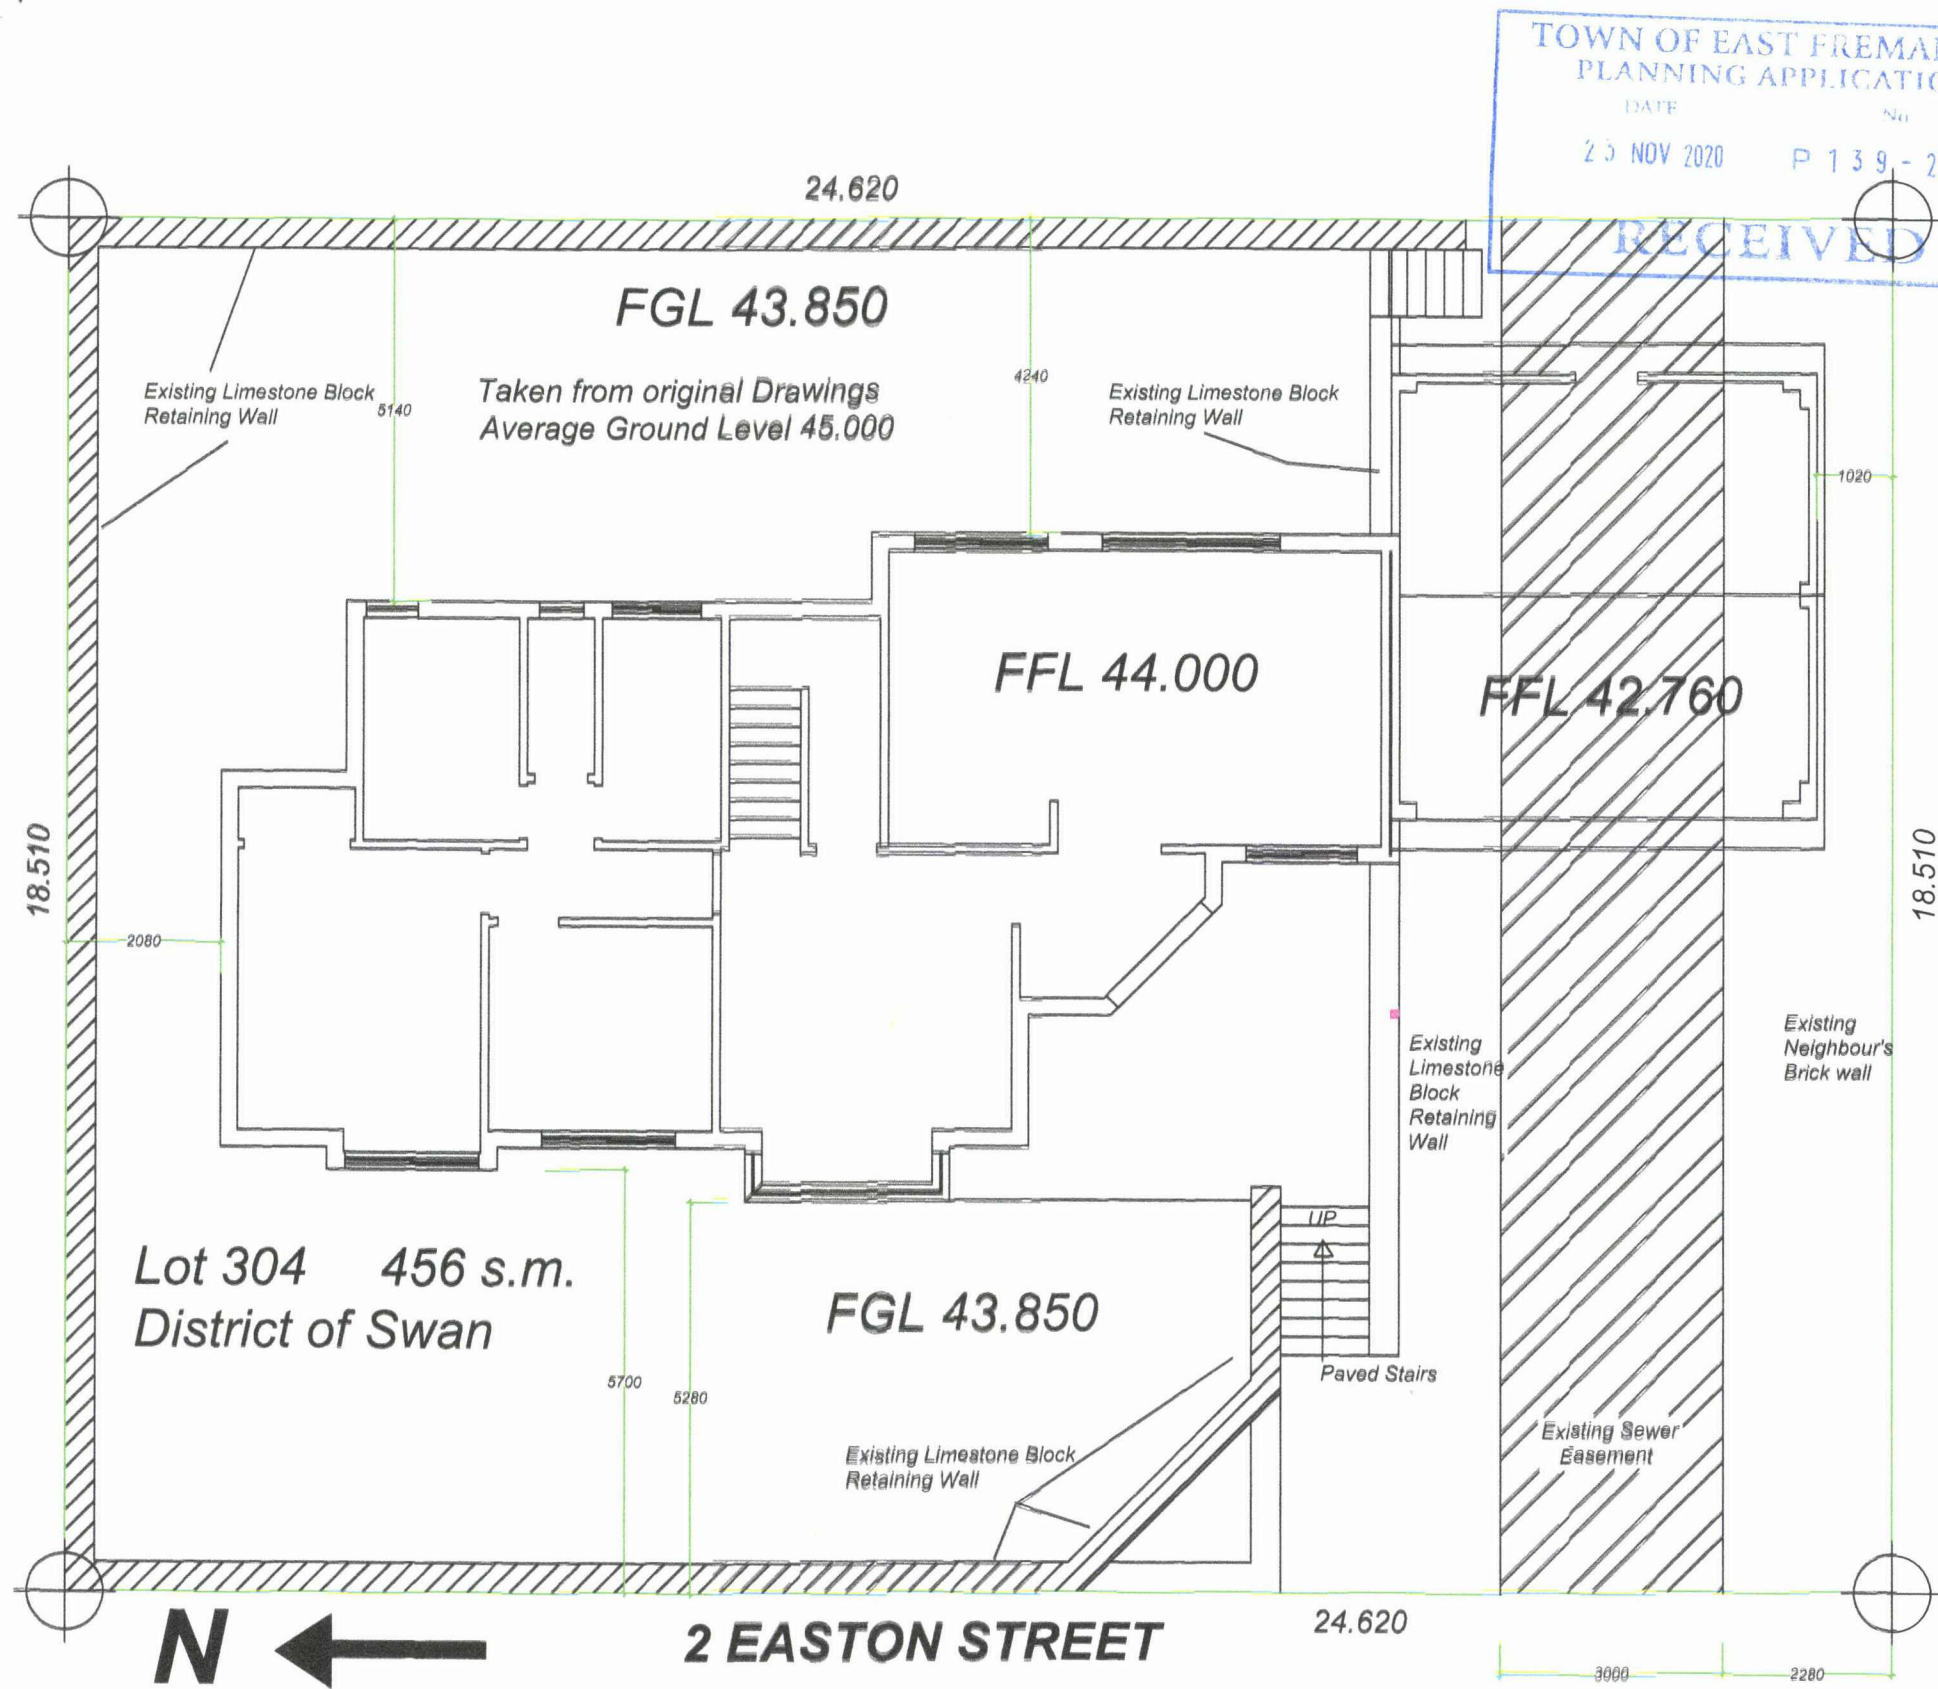 TOWN OF EAST
PLANNING
DATE No
NOV 2020 P 139-2
RECEIVED
24.620
FGL 43.850
Existing Limestone Block
Retaining Wall
5140
Taken from original Drawings
Average Ground Level 45.000
4240
Existing Limestone Block
Retaining Wall
1020
FFL 44.000
FFL 42.760
18.510
18.510
2080
Existing
Limestone
Block
Retaining
Wall
Existing
Neighbour's
Brick wall
UP
Lot 304 456 s.m.
District of Swan
FGL 43.850
5700
5280
Paved Stairs
Existing Limestone Block
Retaining Wall
Existing Sewer
Easement
N
2 EASTON STREET
24.620
3000
2280